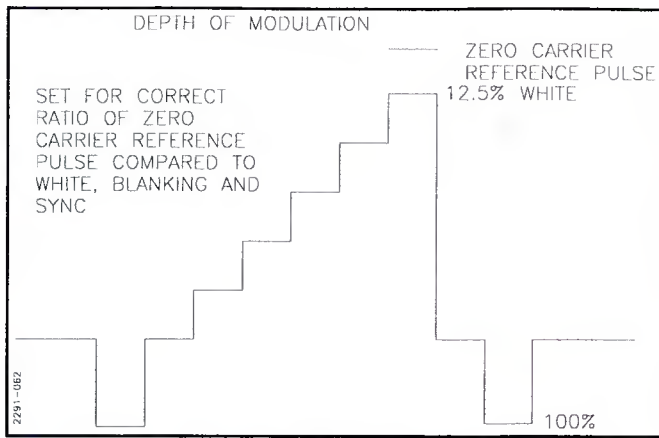 DEPTH OF MODULATION
ZERO CARRIER
REFERENCE PULSE
12.5% WHITE
SET FOR CORRECT
RATIO OF ZERO
CARRIER REFERENCE
PULSE COMPARED TO
WHITE, BLANKING AND
SYNC
100%
2291-062